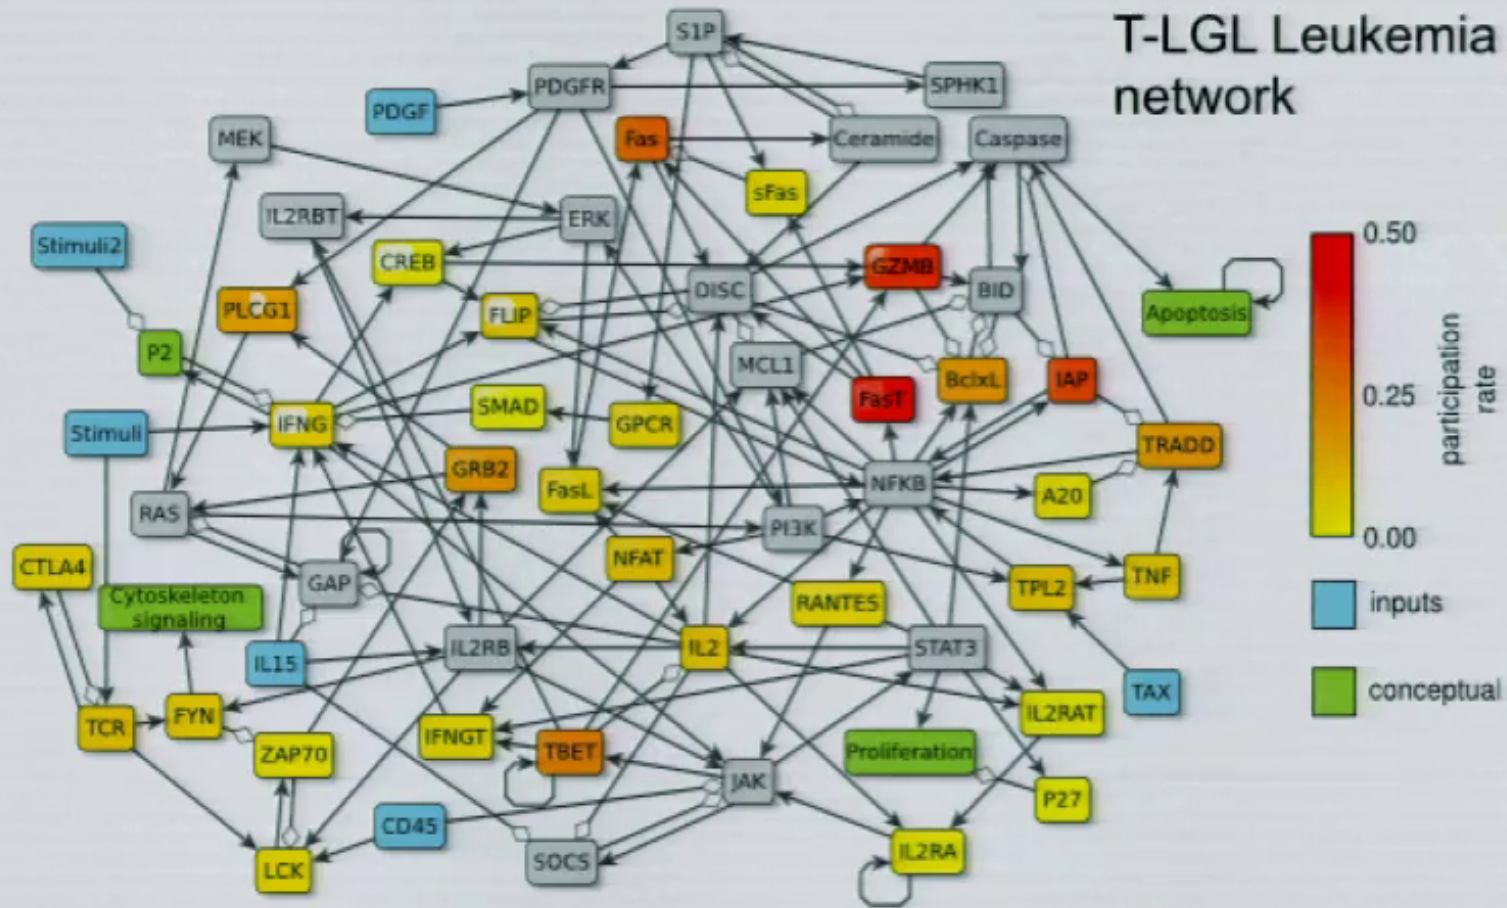 T-LGL Leukemia
network
S1P
PDGFR
SPHK1
PDGF
MEK
Fas
Ceramide
Caspase
sFas
IL2RBT
ERK
Stimuli2
CREB
GZMB
DISC
BID
PLCG1
FLIP
Apoptosis
P2
MCL1
BclxL
IAP
FasT
SMAD
GPCR
Stimuli
IFNG
TRADD
GRB2
FasL
NFKB
A20
RAS
PI3K
NFAT
CTLA4
GAP
TPL2
TNF
Cytoskeleton
signaling
RANTES
IL15
IL2RB
IL2
STAT3
TAX
TCR
FYN
IL2RAT
ZAP70
IFNGT
TBET
Proliferation
JAK
P27
CD45
LCK
SOCS
IL2RA
0.50
0.25
0.00
participation
rate
inputs
conceptual